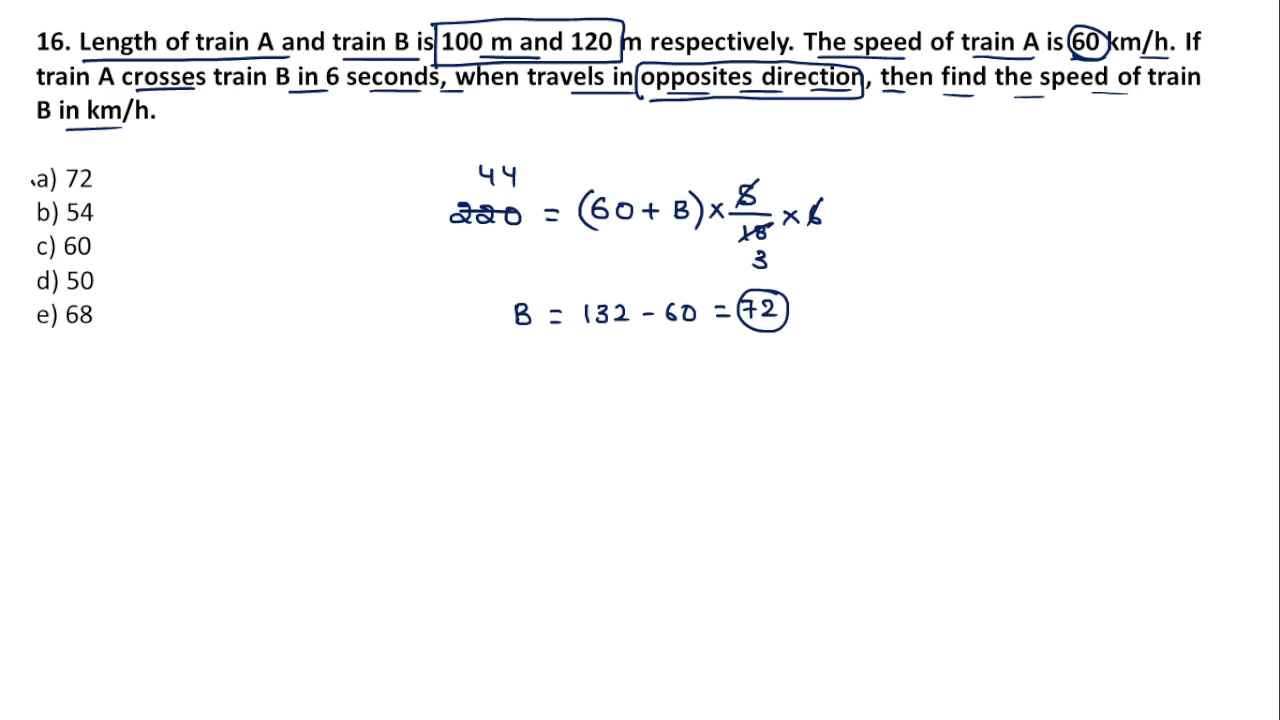 16. Length of train A and train B is 100 m and 120 m respectively. The speed of train A is 60 km/h. If
train A crosses train B in 6 seconds, when travels in opposites direction, then find the speed of train
B in km/h.
a) 72
b) 54
c) 60
d) 50
e) 68
44
220 = (60 + B) × 5/18 × 6
3
B = 132 - 60 = 72